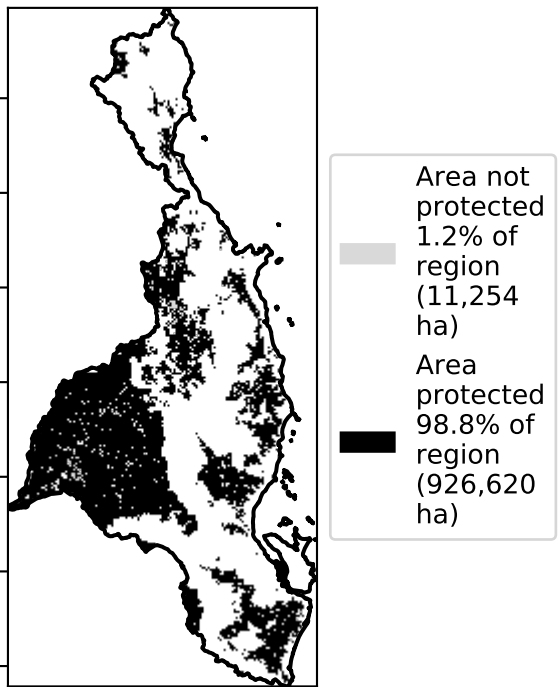 Area not
protected
1.2% of
region
(11,254
ha)
Area
protected
98.8% of
region
(926,620
ha)